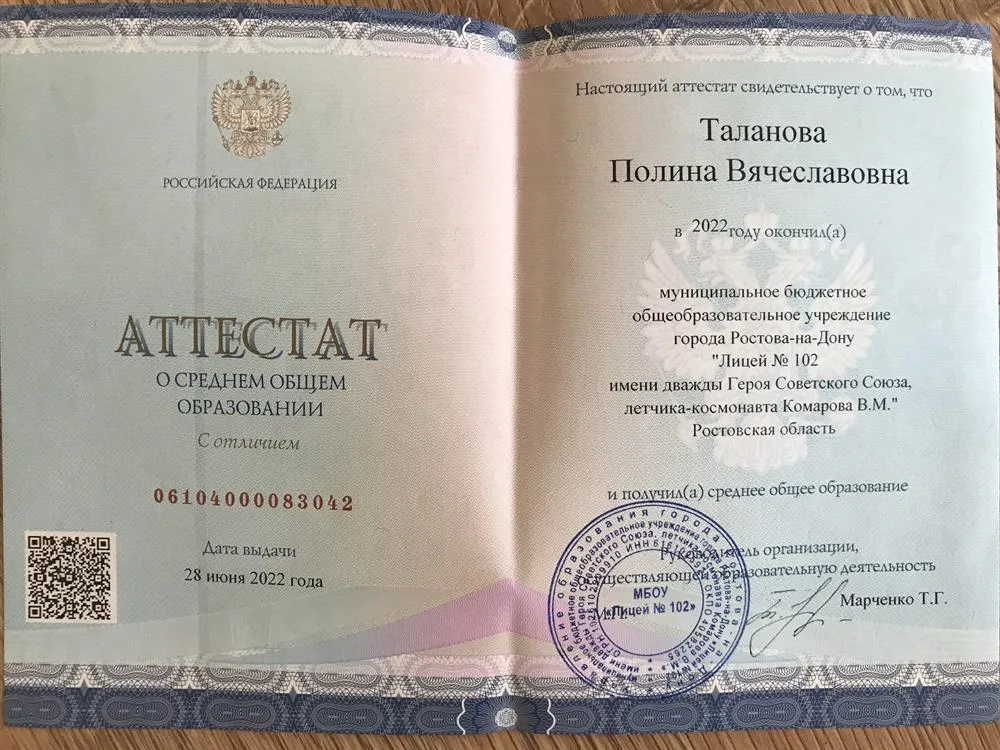 РОССИЙСКАЯ ФЕДЕРАЦИЯ
АТТЕСТАТ
О СРЕДНЕМ ОБЩЕМ
ОБРАЗОВАНИИ
С отличием
06104000083042
Дата выдачи
28 июня 2022 года
Настоящий аттестат свидетельствует о том, что
Таланова
Полина Вячеславовна
в 2022 году окончил(а)
муниципальное бюджетное
общеобразовательное учреждение
города Ростова-на-Дону
"Лицей № 102
имени дважды Героя Советского Союза,
летчика-космонавта Комарова В.М."
Ростовская область
и получил(а) среднее общее образование
Руководитель организации,
осуществляющей образовательную деятельность
Марченко Т.Г.
М.П.
МБОУ
«Лицей № 102»